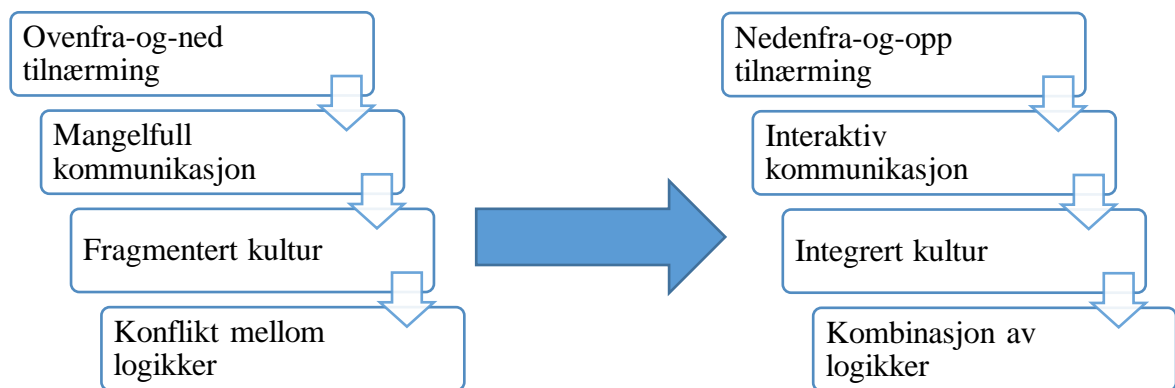 Ovenfra-og-ned
tilnærming
Mangelfull
kommunikasjon
Fragmentert kultur
Konflikt mellom
logikker
Nedenfra-og-opp
tilnærming
Interaktiv
kommunikasjon
Integrert kultur
Kombinasjon av
logikker